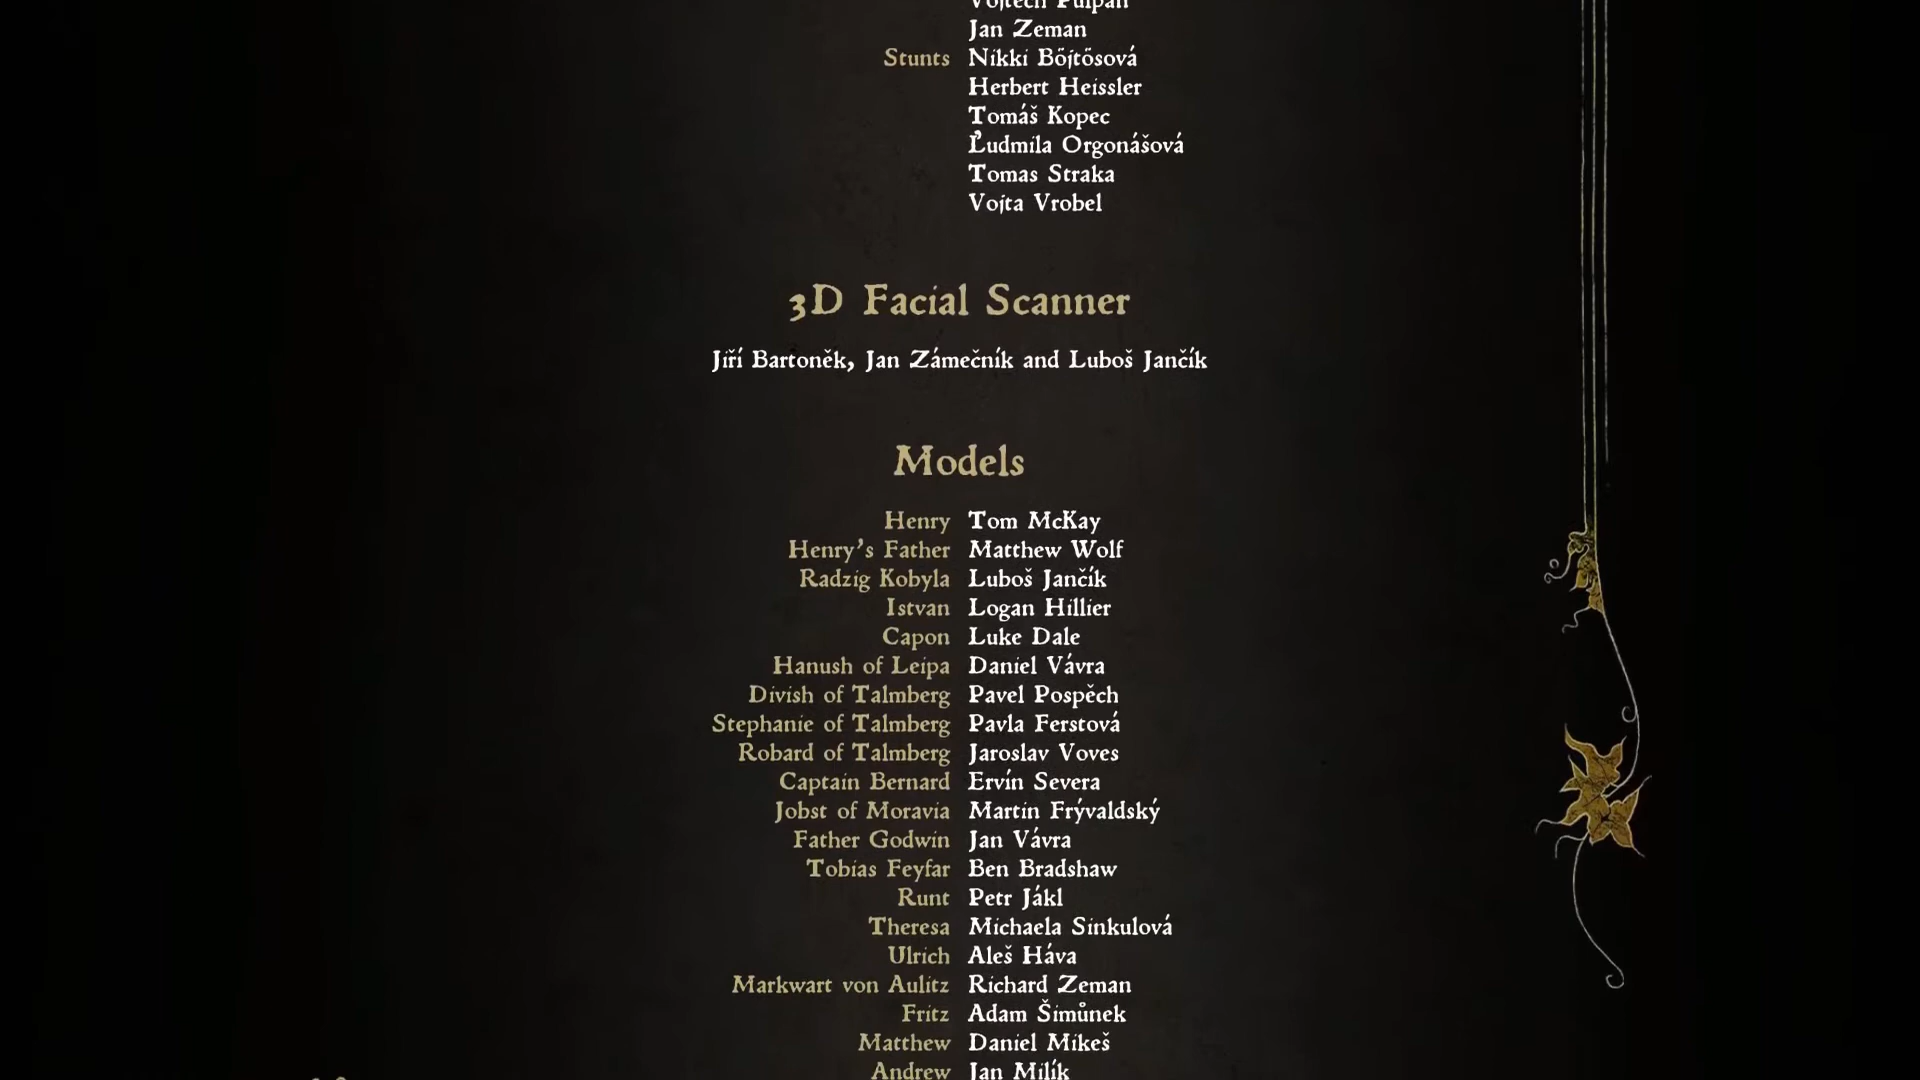 Vojtěch Pulpán
Jan Zeman
Stunts Nikki Bőjtősová
Herbert Heissler
Tomáš Kopec
Ľudmila Orgonášová
Tomas Straka
Vojta Vrobel
3D Facial Scanner
Jiří Bartoněk, Jan Zámečník and Luboš Jančík
Models
Henry Tom McKay
Henry's Father Matthew Wolf
Radzig Kobyla Luboš Jančík
Istvan Logan Hillier
Capon Luke Dale
Hanush of Leipa Daniel Vávra
Divish of Talmberg Pavel Pospěch
Stephanie of Talmberg Pavla Ferstová
Robard of Talmberg Jaroslav Voves
Captain Bernard Ervín Severa
Jobst of Moravia Martin Frývaldský
Father Godwin Jan Vávra
Tobias Feyfar Ben Bradshaw
Runt Petr Jákl
Theresa Michaela Sinkulová
Ulrich Aleš Háva
Markwart von Aulitz Richard Zeman
Fritz Adam Šimůnek
Matthew Daniel Mikeš
Andrew Jan Milík